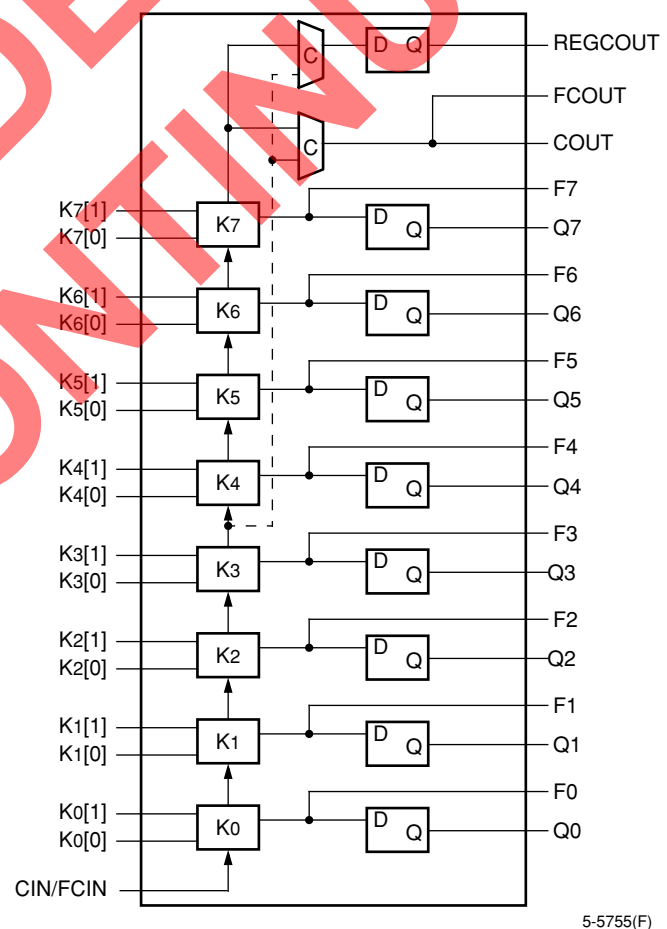 D Q
REGCOUT
C
FCOUT
C
COUT
K7[1]
K7[0]
K7
F7
D Q
Q7
K6[1]
K6[0]
K6
F6
D Q
Q6
K5[1]
K5[0]
K5
F5
D Q
Q5
K4[1]
K4[0]
K4
F4
D Q
Q4
K3[1]
K3[0]
K3
F3
D Q
Q3
K2[1]
K2[0]
K2
F2
D Q
Q2
K1[1]
K1[0]
K1
F1
D Q
Q1
K0[1]
K0[0]
K0
F0
D Q
Q0
CIN/FCIN
5-5755(F)